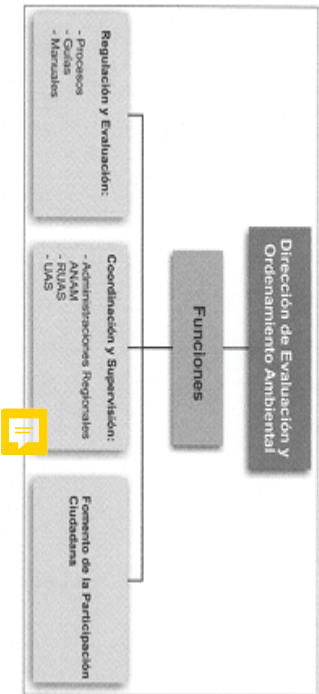 Dirección de Evaluación y
Ordenamiento Ambiental
Funciones
Regulación y Evaluación:
- Procesos
- Guías
- Manuales
Coordinación y Supervisión:
- Administraciones Regionales
ANAM
- RUAS
- UAS
Fomento de la Participación
Ciudadana